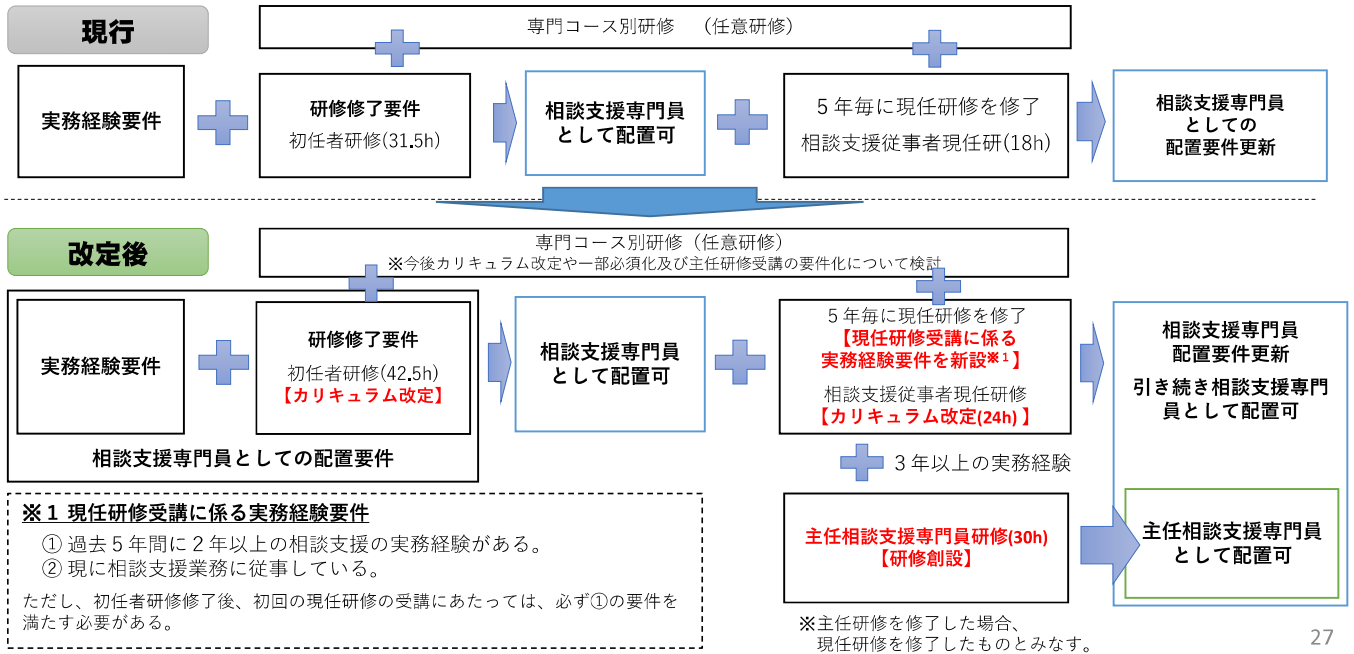 現行
専門コース別研修　（任意研修）
実務経験要件
研修修了要件
初任者研修(31.5h)
相談支援専門員
として配置可
５年毎に現任研修を修了
相談支援従事者現任研(18h)
相談支援専門員
としての
配置要件更新
改定後
専門コース別研修（任意研修）
※今後カリキュラム改定や一部必須化及び主任研修受講の要件化について検討
実務経験要件
研修修了要件
初任者研修(42.5h)
【カリキュラム改定】
相談支援専門員としての配置要件
相談支援専門員
として配置可
５年毎に現任研修を修了
【現任研修受講に係る
実務経験要件を新設※１】
相談支援従事者現任研修
【カリキュラム改定(24h) 】
相談支援専門員
配置要件更新
引き続き相談支援専門
員として配置可
３年以上の実務経験
主任相談支援専門員研修(30h)
【研修創設】
主任相談支援専門員
として配置可
※主任研修を修了した場合、
現任研修を修了したものとみなす。
※１ 現任研修受講に係る実務経験要件
① 過去５年間に２年以上の相談支援の実務経験がある。
② 現に相談支援業務に従事している。
ただし、初任者研修修了後、初回の現任研修の受講にあたっては、必ず①の要件を
満たす必要がある。
27